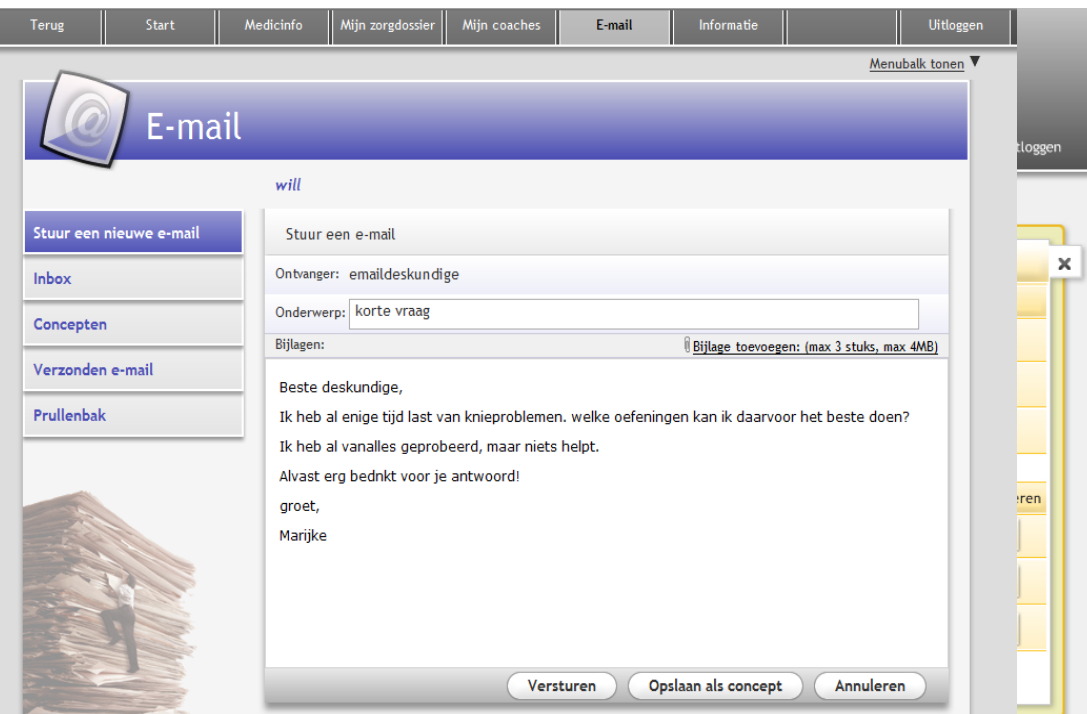 Terug Start Medicinfo Mijn zorgdossier Mijn coaches E-mail Informatie Uitloggen
Menubalk tonen ▼
E-mail
tloggen
will
Stuur een nieuwe e-mail
Inbox
Concepten
Verzonden e-mail
Prullenbak
Stuur een e-mail
Ontvanger: emaildeskundige
Onderwerp: korte vraag
Bijlagen: Bijlage toevoegen: (max 3 stuks, max 4MB)
Beste deskundige,
Ik heb al enige tijd last van knieproblemen. welke oefeningen kan ik daarvoor het beste doen?
Ik heb al vanalles geprobeerd, maar niets helpt.
Alvast erg bednkt voor je antwoord!
groet,
Marijke
Versturen Opslaan als concept Annuleren
x
eren